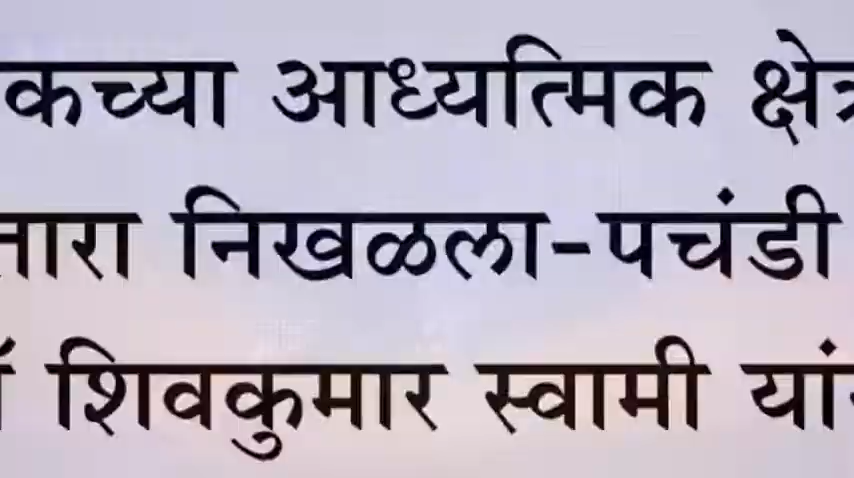 कच्या आध्यत्मिक क्षेत्र
तारा निखळला-पचंडी
शिवकुमार स्वामी यां